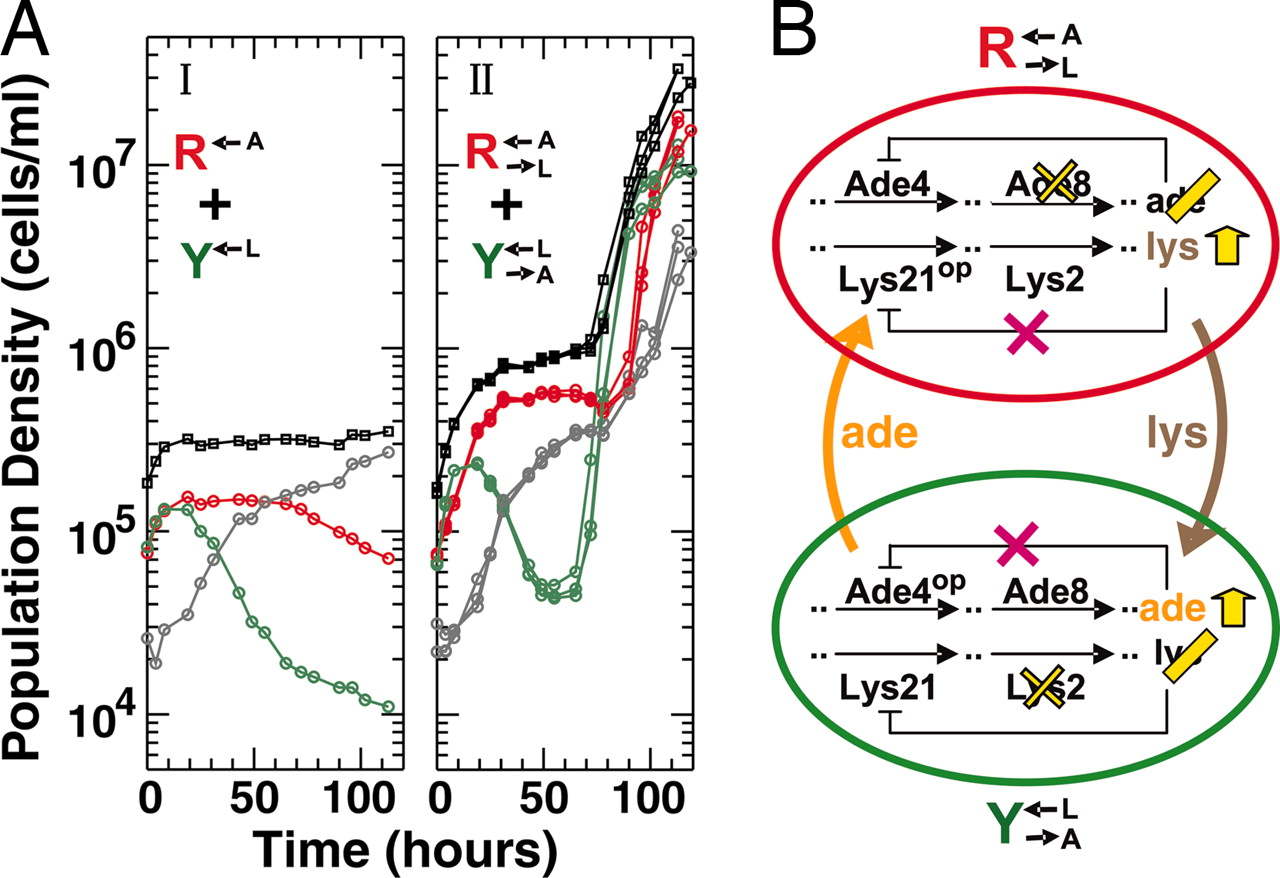 A
B
Population Density (cells/ml)
10⁷
10⁶
10⁵
10⁴
I
R ← A
+
Y ← L
0 50 100
II
R ← A
→ L
+
Y ← L
→ A
0 50 100
Time (hours)
R ← A
→ L
.. Ade4 .. Ade8 .. ade
.. .. .. lys
Lys21op Lys2
ade
lys
Ade4op Ade8
.. .. .. ade
.. .. .. lys
Lys21 Lys2
Y ← L
→ A